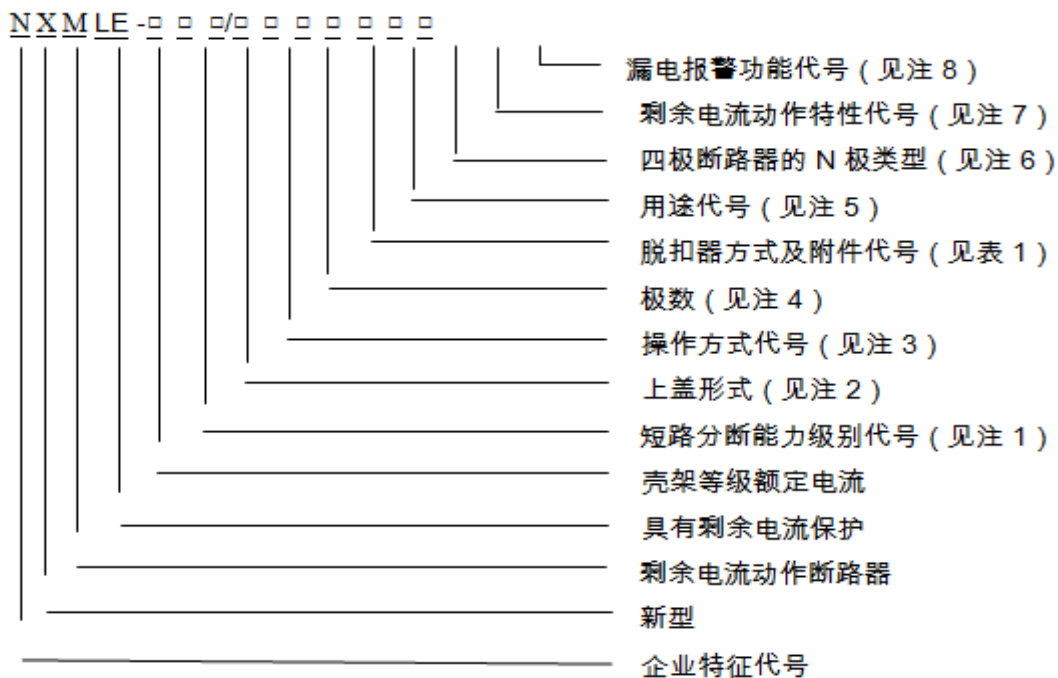 NXMLE-□ □ □/□ □ □ □ □ □ □
漏电报警功能代号（见注 8）
剩余电流动作特性代号（见注 7）
四极断路器的 N 极类型（见注 6）
用途代号（见注 5）
脱扣器方式及附件代号（见表 1）
极数（见注 4）
操作方式代号（见注 3）
上盖形式（见注 2）
短路分断能力级别代号（见注 1）
壳架等级额定电流
具有剩余电流保护
剩余电流动作断路器
新型
企业特征代号